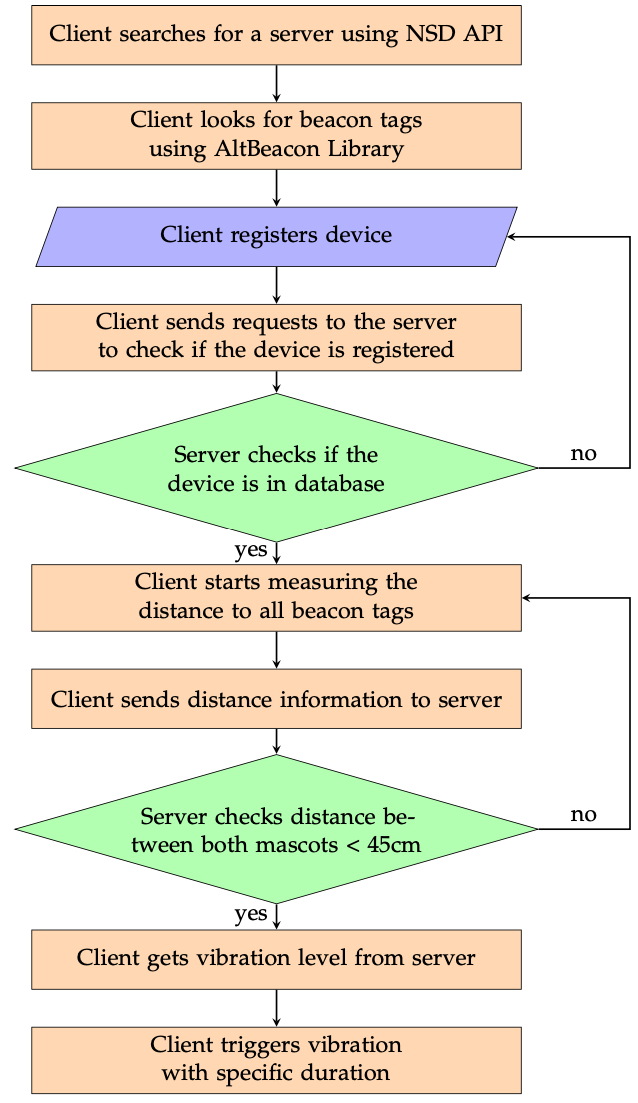 Client searches for a server using NSD API
Client looks for beacon tags
using AltBeacon Library
Client registers device
Client sends requests to the server
to check if the device is registered
Server checks if the
device is in database
no
yes
Client starts measuring the
distance to all beacon tags
Client sends distance information to server
Server checks distance be-
tween both mascots < 45cm
no
yes
Client gets vibration level from server
Client triggers vibration
with specific duration